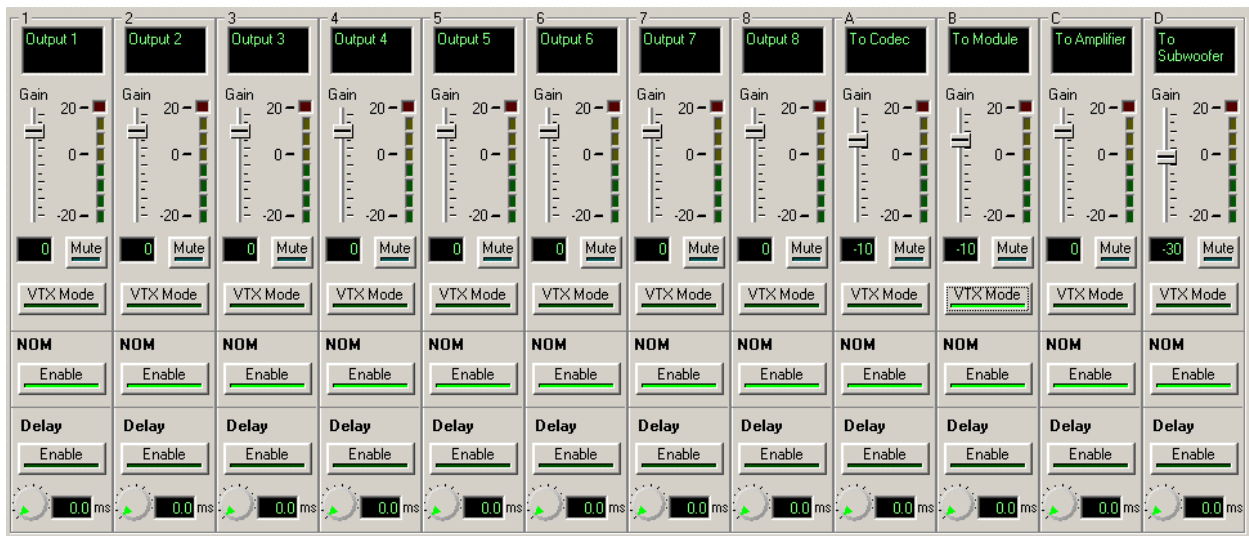 1 2 3 4 5 6 7 8 A B C D
Output 1 Output 2 Output 3 Output 4 Output 5 Output 6 Output 7 Output 8 To Codec To Module To Amplifier To
Subwoofer
Gain Gain Gain Gain Gain Gain Gain Gain Gain Gain Gain Gain
20 20 20 20 20 20 20 20 20 20 20 20
0 0 0 0 0 0 0 0 0 0 0 0
-20 -20 -20 -20 -20 -20 -20 -20 -20 -20 -20 -20
0 Mute 0 Mute 0 Mute 0 Mute 0 Mute 0 Mute 0 Mute 0 Mute -10 Mute -10 Mute 0 Mute -30 Mute
VTX Mode VTX Mode VTX Mode VTX Mode VTX Mode VTX Mode VTX Mode VTX Mode VTX Mode VTX Mode VTX Mode VTX Mode
NOM NOM NOM NOM NOM NOM NOM NOM NOM NOM NOM NOM
Enable Enable Enable Enable Enable Enable Enable Enable Enable Enable Enable Enable
Delay Delay Delay Delay Delay Delay Delay Delay Delay Delay Delay Delay
Enable Enable Enable Enable Enable Enable Enable Enable Enable Enable Enable Enable
0.0 ms 0.0 ms 0.0 ms 0.0 ms 0.0 ms 0.0 ms 0.0 ms 0.0 ms 0.0 ms 0.0 ms 0.0 ms 0.0 ms